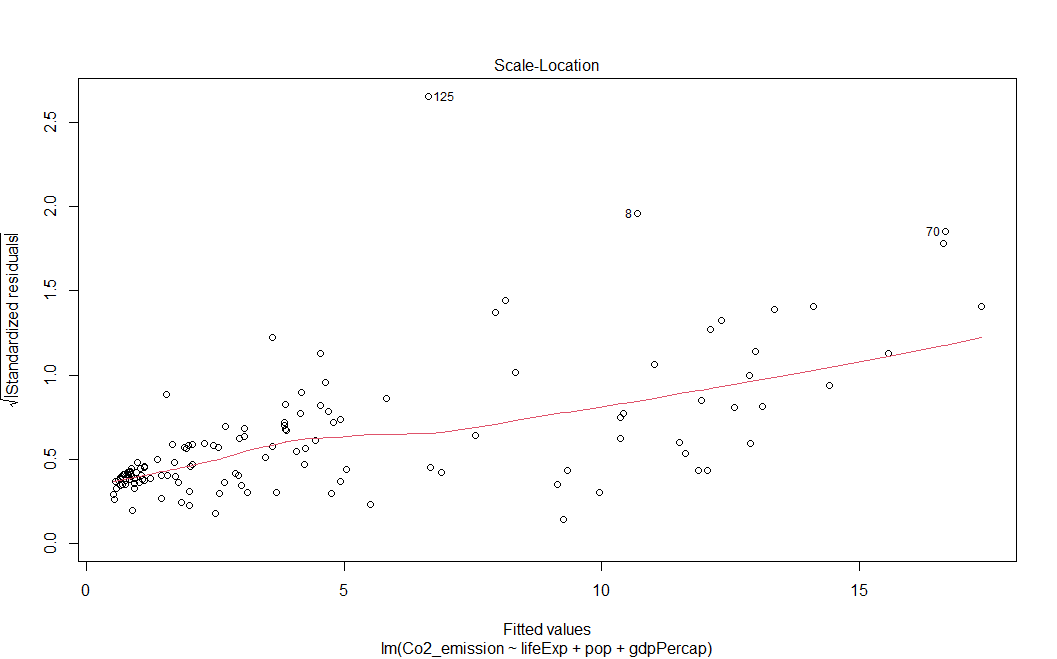 Scale-Location
√|Standardized residuals|
2.5
2.0
1.5
1.0
0.5
0.0
125
8
70
0 5 10 15
Fitted values
lm(Co2_emission ~ lifeExp + pop + gdpPercap)